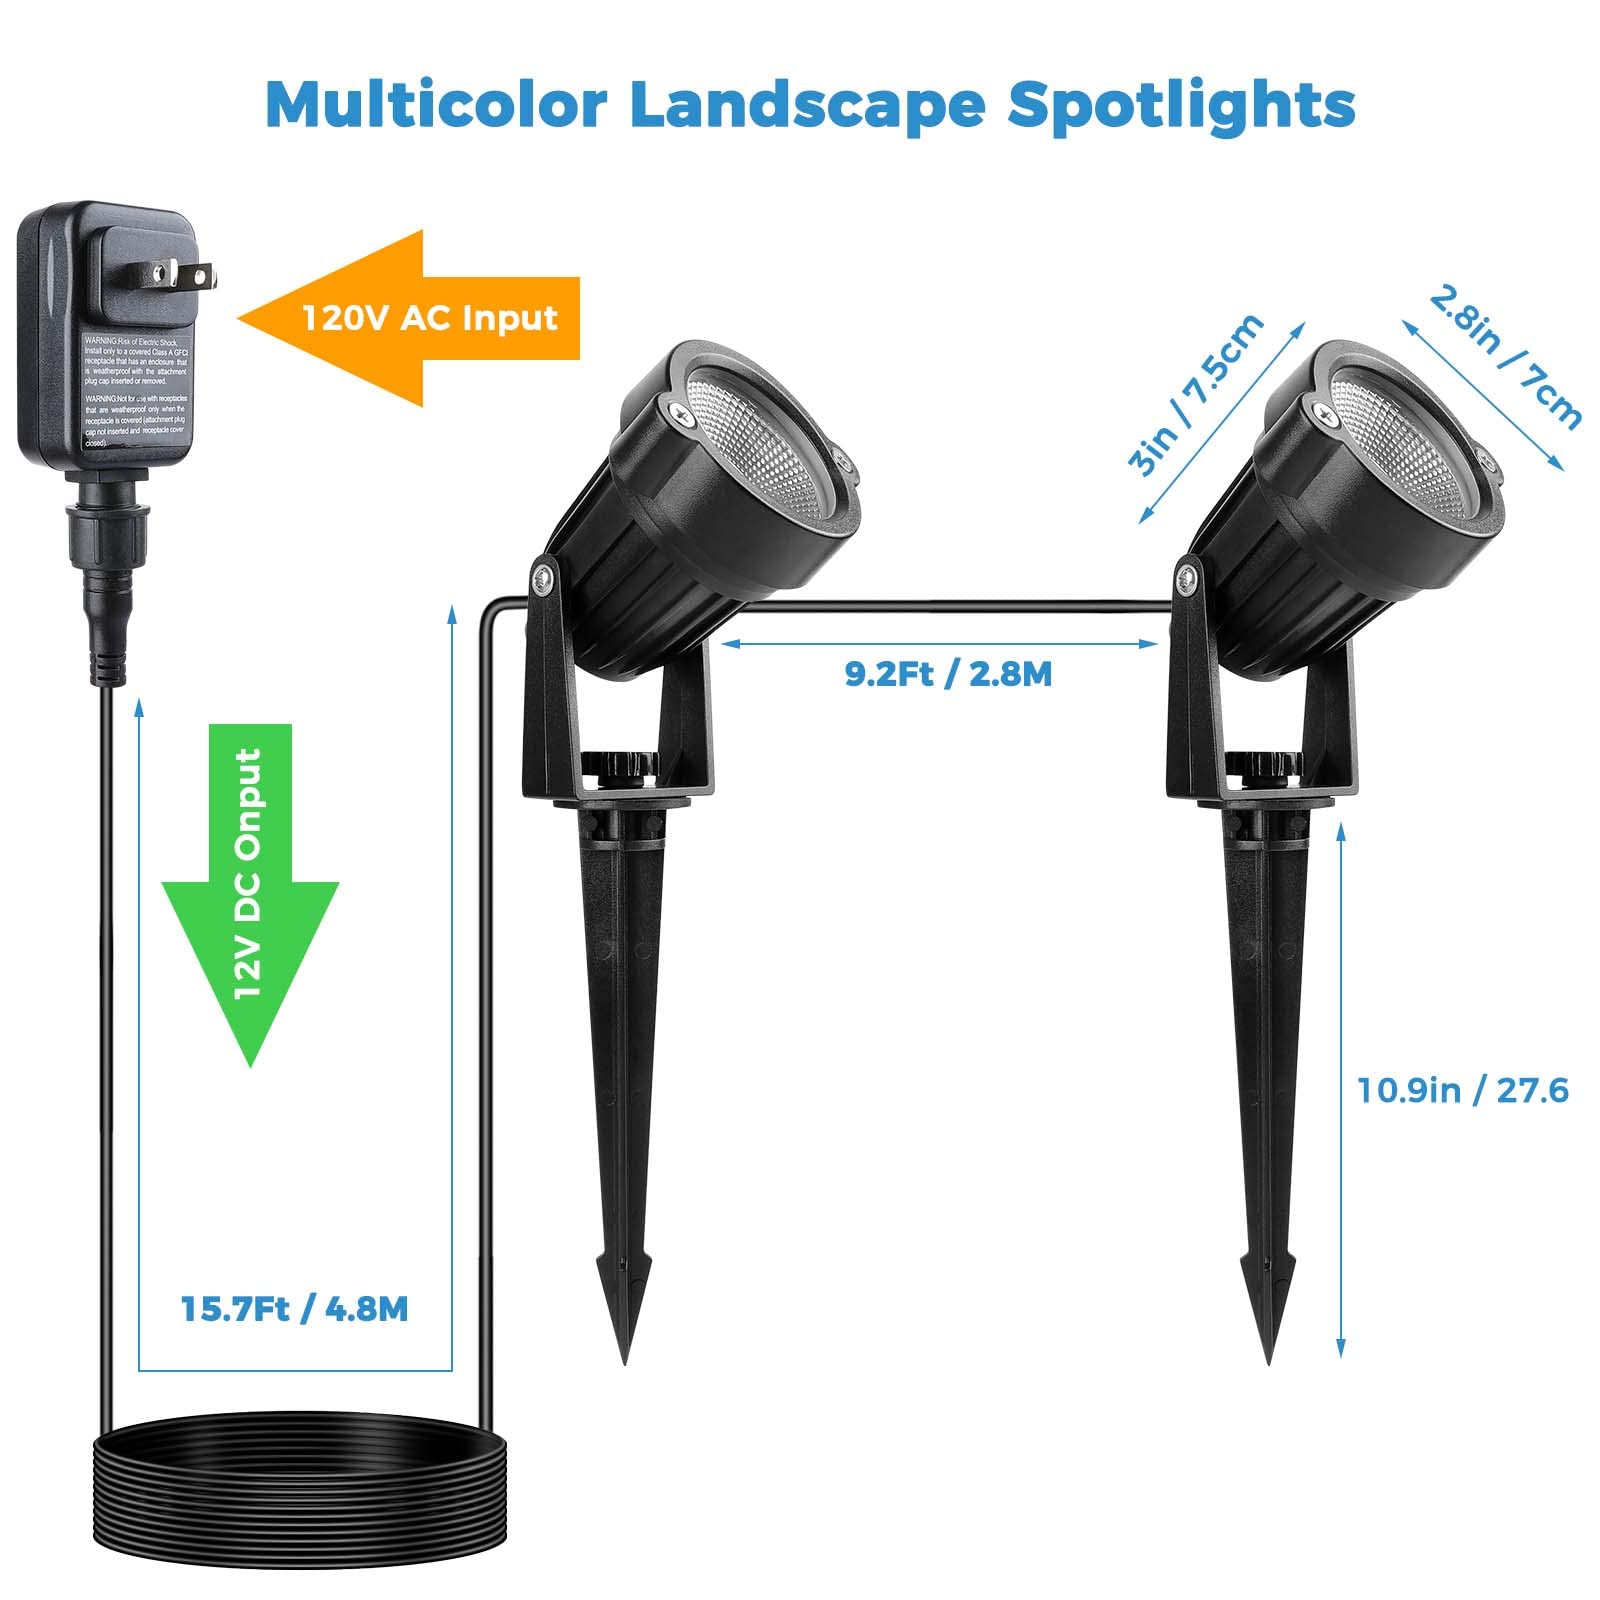 Multicolor Landscape Spotlights
120V AC Input
WARNING:Risk of Electric Shock,
Install only to a covered Class A GFCI
receptacle that has an enclosure that
is weatherproof with the attachment
plug cap inserted or removed.
WARNING:Not for use with receptacles
that are weatherproof only when the
receptacle is covered (attachment plug
cap not inserted and receptacle cover
closed).
3in / 7.5cm
2.8in / 7cm
9.2Ft / 2.8M
12V DC Onput
10.9in / 27.6
15.7Ft / 4.8M